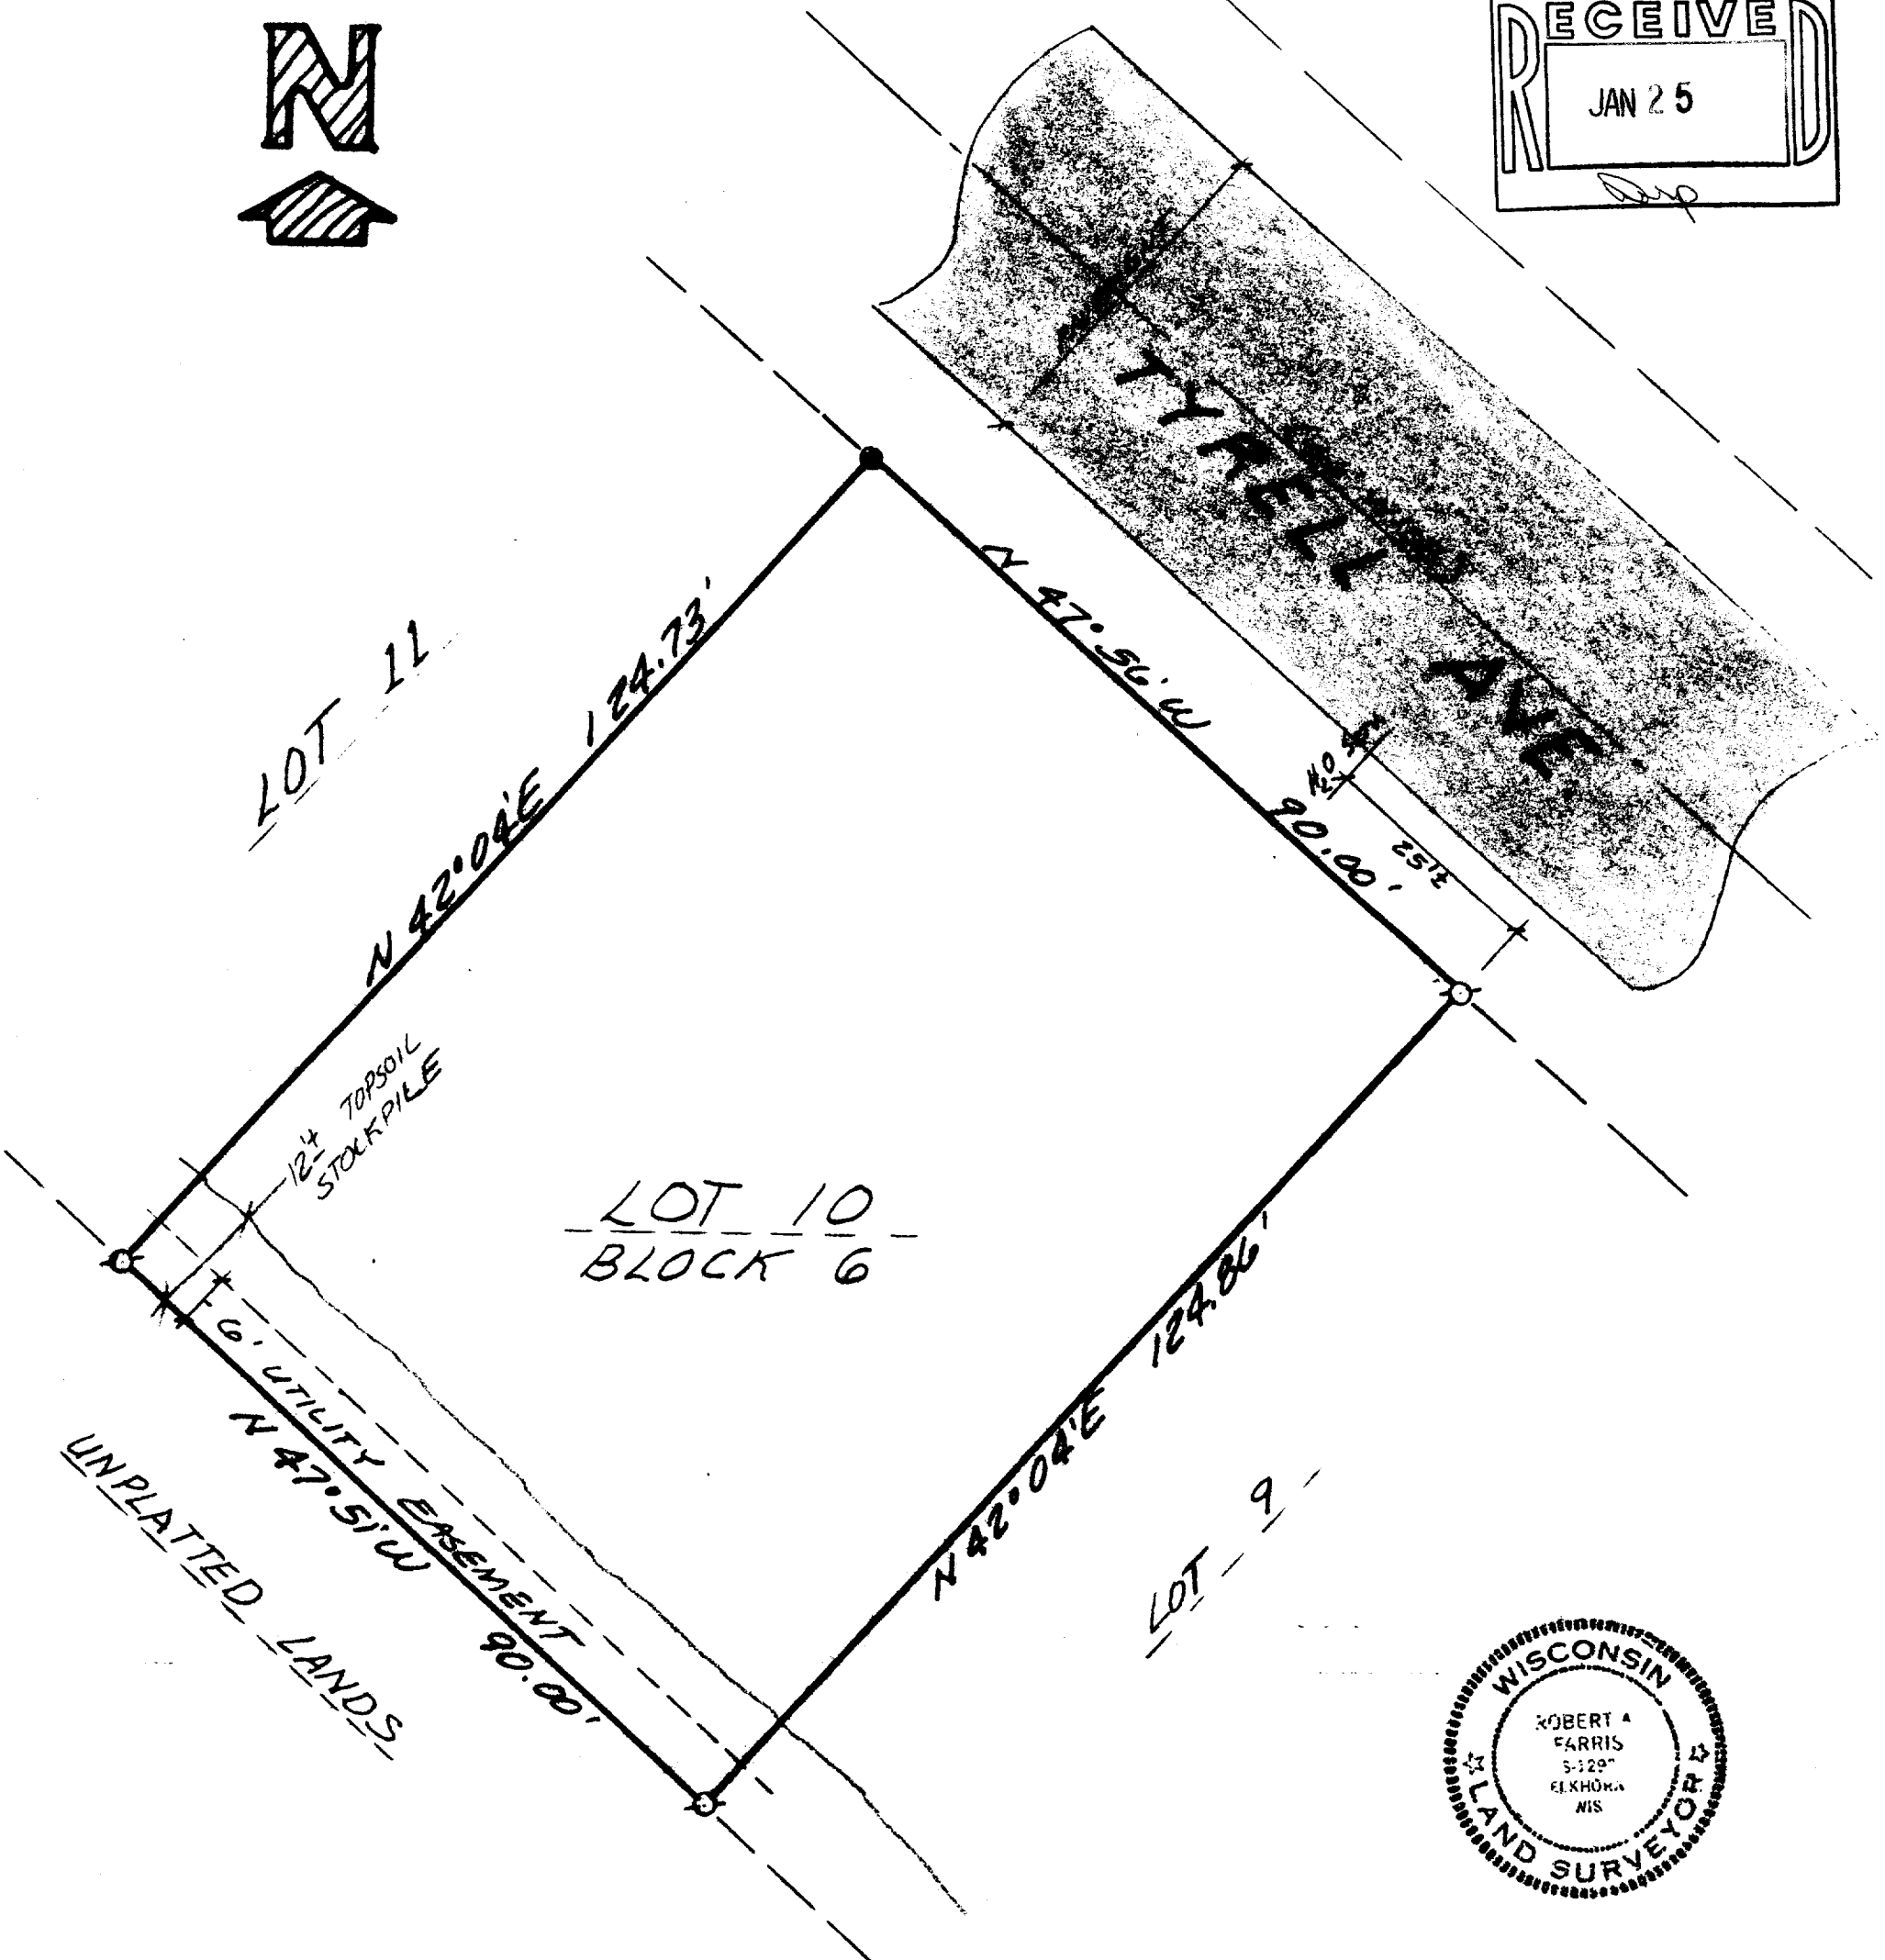 N
RECEIVED
JAN 25
TYRELL AVE.
N 47° 56' W
90.00'
H2O
25'±
LOT 11
N 42° 04' E 124.73'
12'± TOPSOIL
STOCKPILE
LOT 10
BLOCK 6
6' UTILITY EASEMENT
N 47° 51' W 90.00'
UNPLATTED LANDS
N 42° 04' E 124.86'
LOT 9
WISCONSIN
ROBERT A
FARRIS
ELKHORN
WIS
LAND SURVEYOR